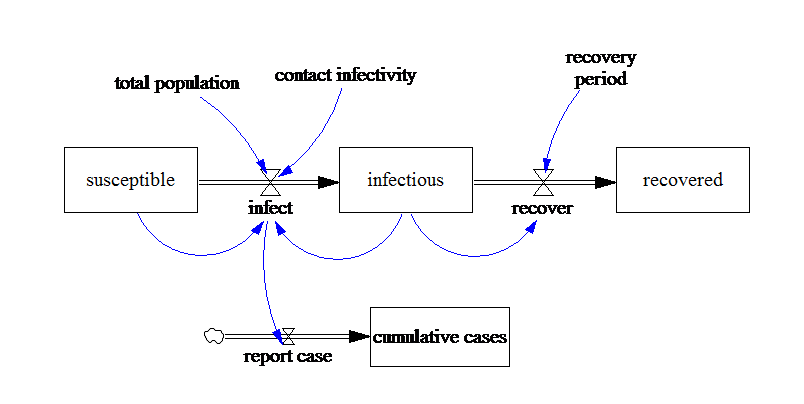 total population
contact infectivity
recovery
period
susceptible
infectious
recovered
infect
recover
cumulative cases
report case